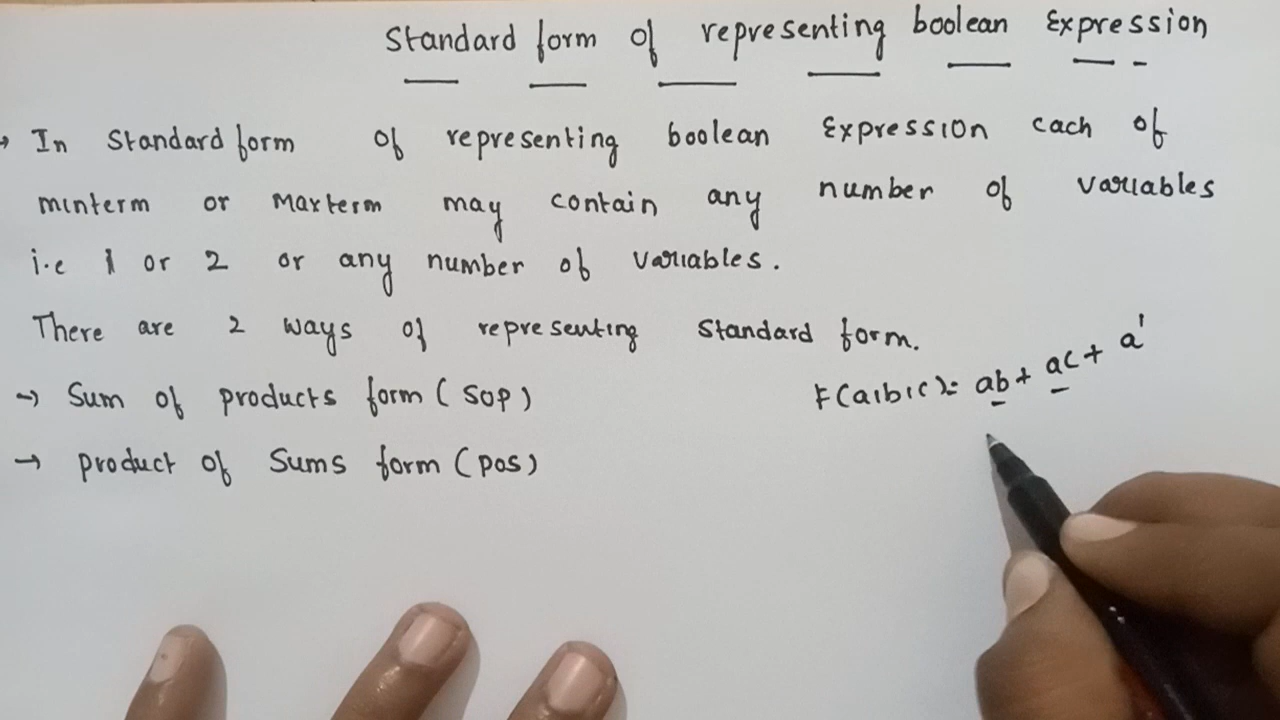 Standard form of representing boolean Expression
→ In Standard form of representing boolean Expression each of
minterm or Maxterm may contain any number of variables
i.e 1 or 2 or any number of variables.
There are 2 ways of representing Standard form.
→ Sum of products form (SOP)
F(a,b,c)= ab + ac + a'
→ product of Sums form (pos)